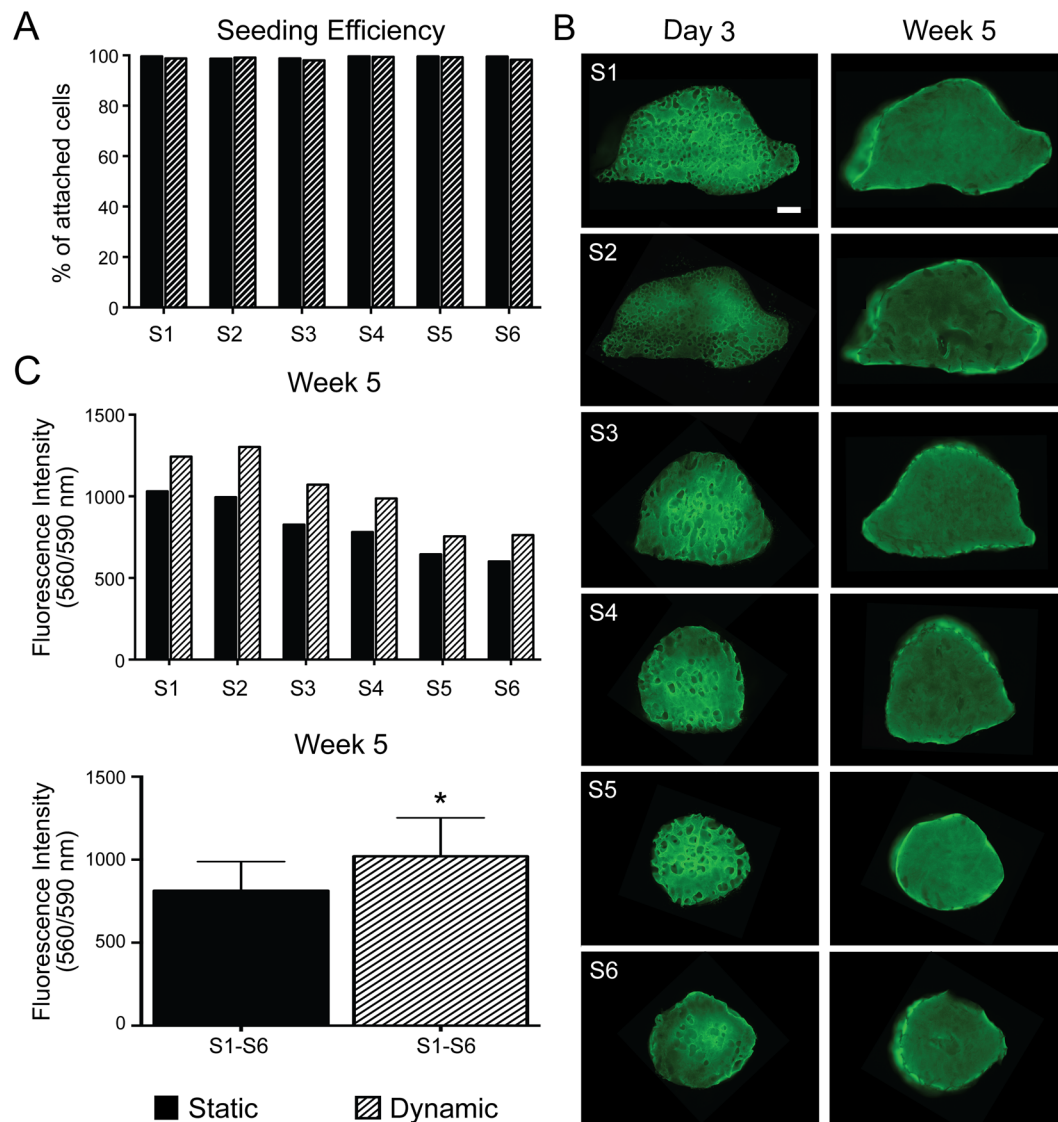 A
Seeding Efficiency
% of attached cells
100
80
60
40
20
0
S1 S2 S3 S4 S5 S6
C
Week 5
Fluorescence Intensity
(560/590 nm)
1500
1000
500
0
S1 S2 S3 S4 S5 S6
Week 5
Fluorescence Intensity
(560/590 nm)
1500
1000
500
0
*
S1-S6 S1-S6
Static Dynamic
B
Day 3 Week 5
S1
S2
S3
S4
S5
S6